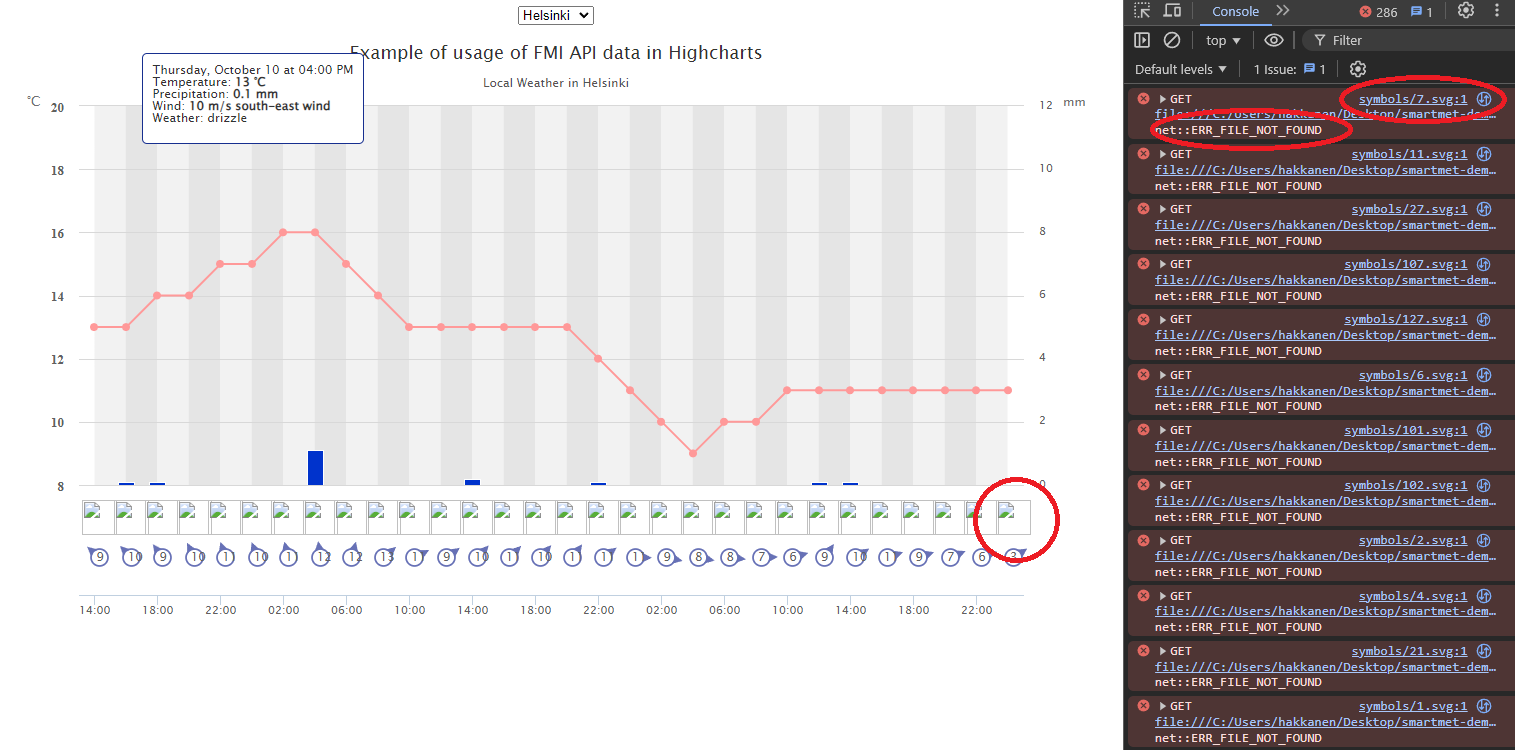 Helsinki
Example of usage of FMI API data in Highcharts
Local Weather in Helsinki
Thursday, October 10 at 04:00 PM
Temperature: 13 °C
Precipitation: 0.1 mm
Wind: 10 m/s south-east wind
Weather: drizzle
°C
20
18
16
14
12
10
8
mm
12
10
8
6
4
2
0
9 10 9 10 11 10 11 12 12 13 11 9 10 11 10 11 11 11 9 8 8 7 6 9 10 11 9 7 6 3
14:00 18:00 22:00 02:00 06:00 10:00 14:00 18:00 22:00 02:00 06:00 10:00 14:00 18:00 22:00
Console 286 1
top Filter
Default levels 1 Issue: 1
GET symbols/7.svg:1
file:///C:/Users/hakkanen/Desktop/smartmet-dem…
net::ERR_FILE_NOT_FOUND
GET symbols/11.svg:1
file:///C:/Users/hakkanen/Desktop/smartmet-dem…
net::ERR_FILE_NOT_FOUND
GET symbols/27.svg:1
file:///C:/Users/hakkanen/Desktop/smartmet-dem…
net::ERR_FILE_NOT_FOUND
GET symbols/107.svg:1
file:///C:/Users/hakkanen/Desktop/smartmet-dem…
net::ERR_FILE_NOT_FOUND
GET symbols/127.svg:1
file:///C:/Users/hakkanen/Desktop/smartmet-dem…
net::ERR_FILE_NOT_FOUND
GET symbols/6.svg:1
file:///C:/Users/hakkanen/Desktop/smartmet-dem…
net::ERR_FILE_NOT_FOUND
GET symbols/101.svg:1
file:///C:/Users/hakkanen/Desktop/smartmet-dem…
net::ERR_FILE_NOT_FOUND
GET symbols/102.svg:1
file:///C:/Users/hakkanen/Desktop/smartmet-dem…
net::ERR_FILE_NOT_FOUND
GET symbols/2.svg:1
file:///C:/Users/hakkanen/Desktop/smartmet-dem…
net::ERR_FILE_NOT_FOUND
GET symbols/4.svg:1
file:///C:/Users/hakkanen/Desktop/smartmet-dem…
net::ERR_FILE_NOT_FOUND
GET symbols/21.svg:1
file:///C:/Users/hakkanen/Desktop/smartmet-dem…
net::ERR_FILE_NOT_FOUND
GET symbols/1.svg:1
file:///C:/Users/hakkanen/Desktop/smartmet-dem…
net::ERR_FILE_NOT_FOUND